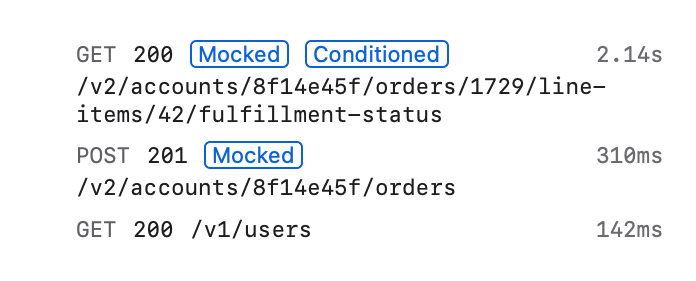 GET 200 Mocked Conditioned 2.14s
/v2/accounts/8f14e45f/orders/1729/line-
items/42/fulfillment-status
POST 201 Mocked 310ms
/v2/accounts/8f14e45f/orders
GET 200 /v1/users 142ms